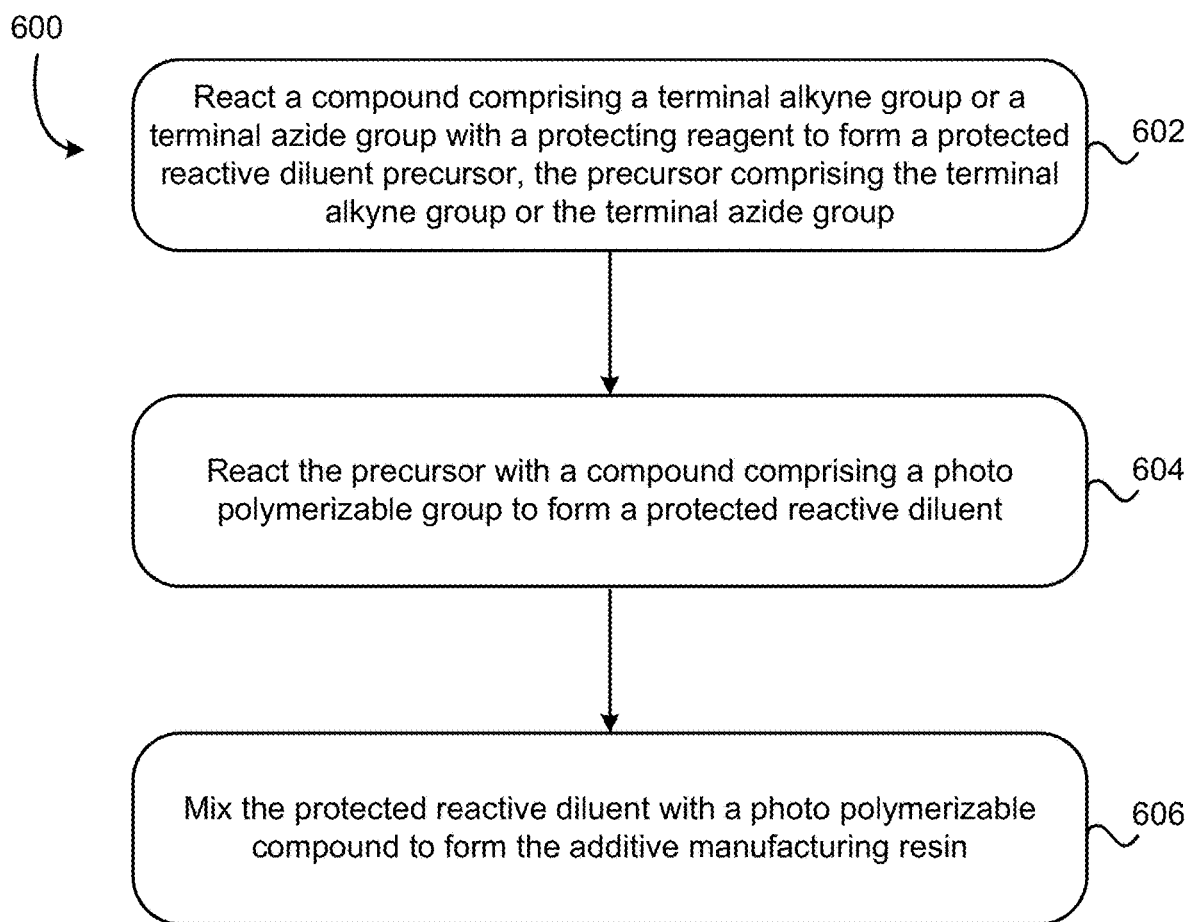 600
React a compound comprising a terminal alkyne group or a
terminal azide group with a protecting reagent to form a protected
reactive diluent precursor, the precursor comprising the terminal
alkyne group or the terminal azide group
602
React the precursor with a compound comprising a photo
polymerizable group to form a protected reactive diluent
604
Mix the protected reactive diluent with a photo polymerizable
compound to form the additive manufacturing resin
606